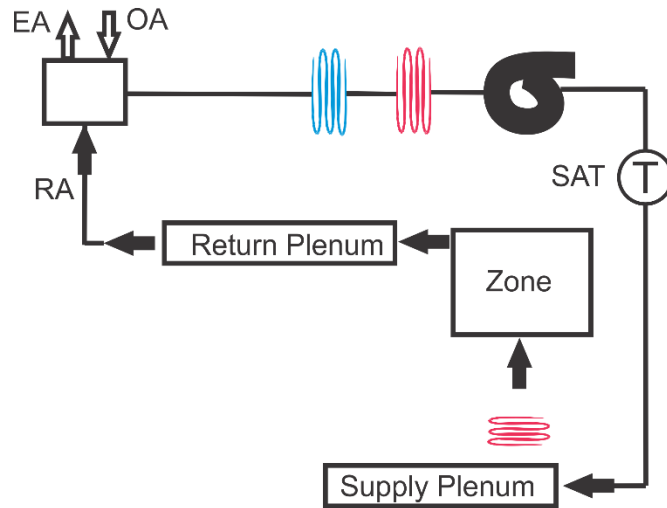 EA
OA
SAT
T
RA
Return Plenum
Zone
Supply Plenum